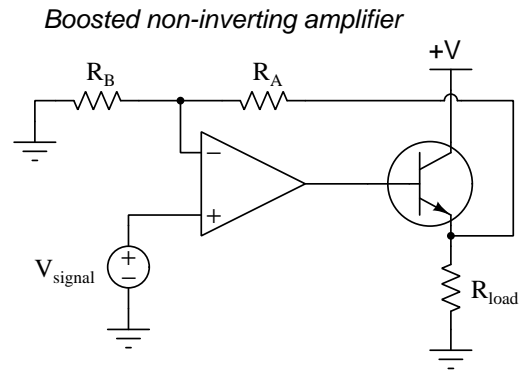 Boosted non-inverting amplifier
+V
R_B
R_A
−
+
V_signal
+
−
R_load